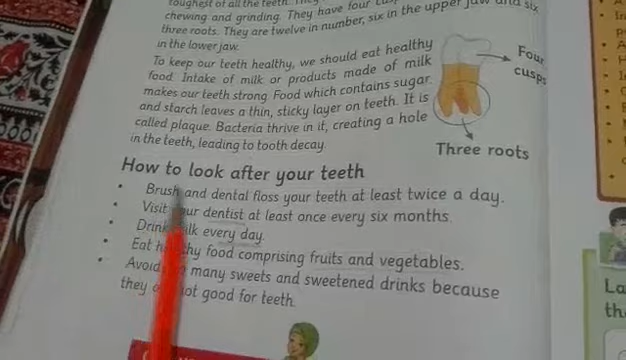 toughest of all the teeth. They have four
chewing and grinding. They have four cusps and
three roots. They are twelve in number, six in the upper jaw and six
in the lower jaw.
To keep our teeth healthy, we should eat healthy
food. Intake of milk or products made of milk
makes our teeth strong. Food which contains sugar
and starch leaves a thin, sticky layer on teeth. It is
called plaque. Bacteria thrive in it, creating a hole
in the teeth, leading to tooth decay.
Four
cusps
Three roots
How to look after your teeth
• Brush and dental floss your teeth at least twice a day.
• Visit your dentist at least once every six months.
• Drink milk every day.
• Eat healthy food comprising fruits and vegetables.
• Avoid many sweets and sweetened drinks because
they are not good for teeth.
La
th